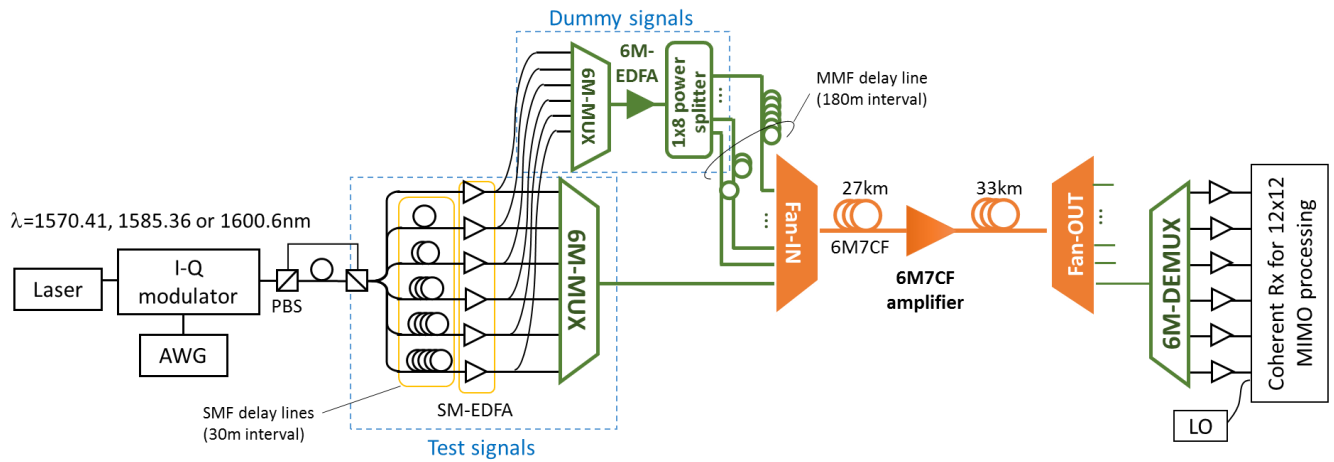 Dummy signals
6M-MUX
6M-
EDFA
1x8 power
splitter
...
MMF delay line
(180m interval)
λ=1570.41, 1585.36 or 1600.6nm
Laser
I-Q
modulator
AWG
PBS
SMF delay lines
(30m interval)
SM-EDFA
Test signals
6M-MUX
...
Fan-IN
27km
6M7CF
6M7CF
amplifier
33km
Fan-OUT
...
6M-DEMUX
Coherent Rx for 12x12
MIMO processing
LO